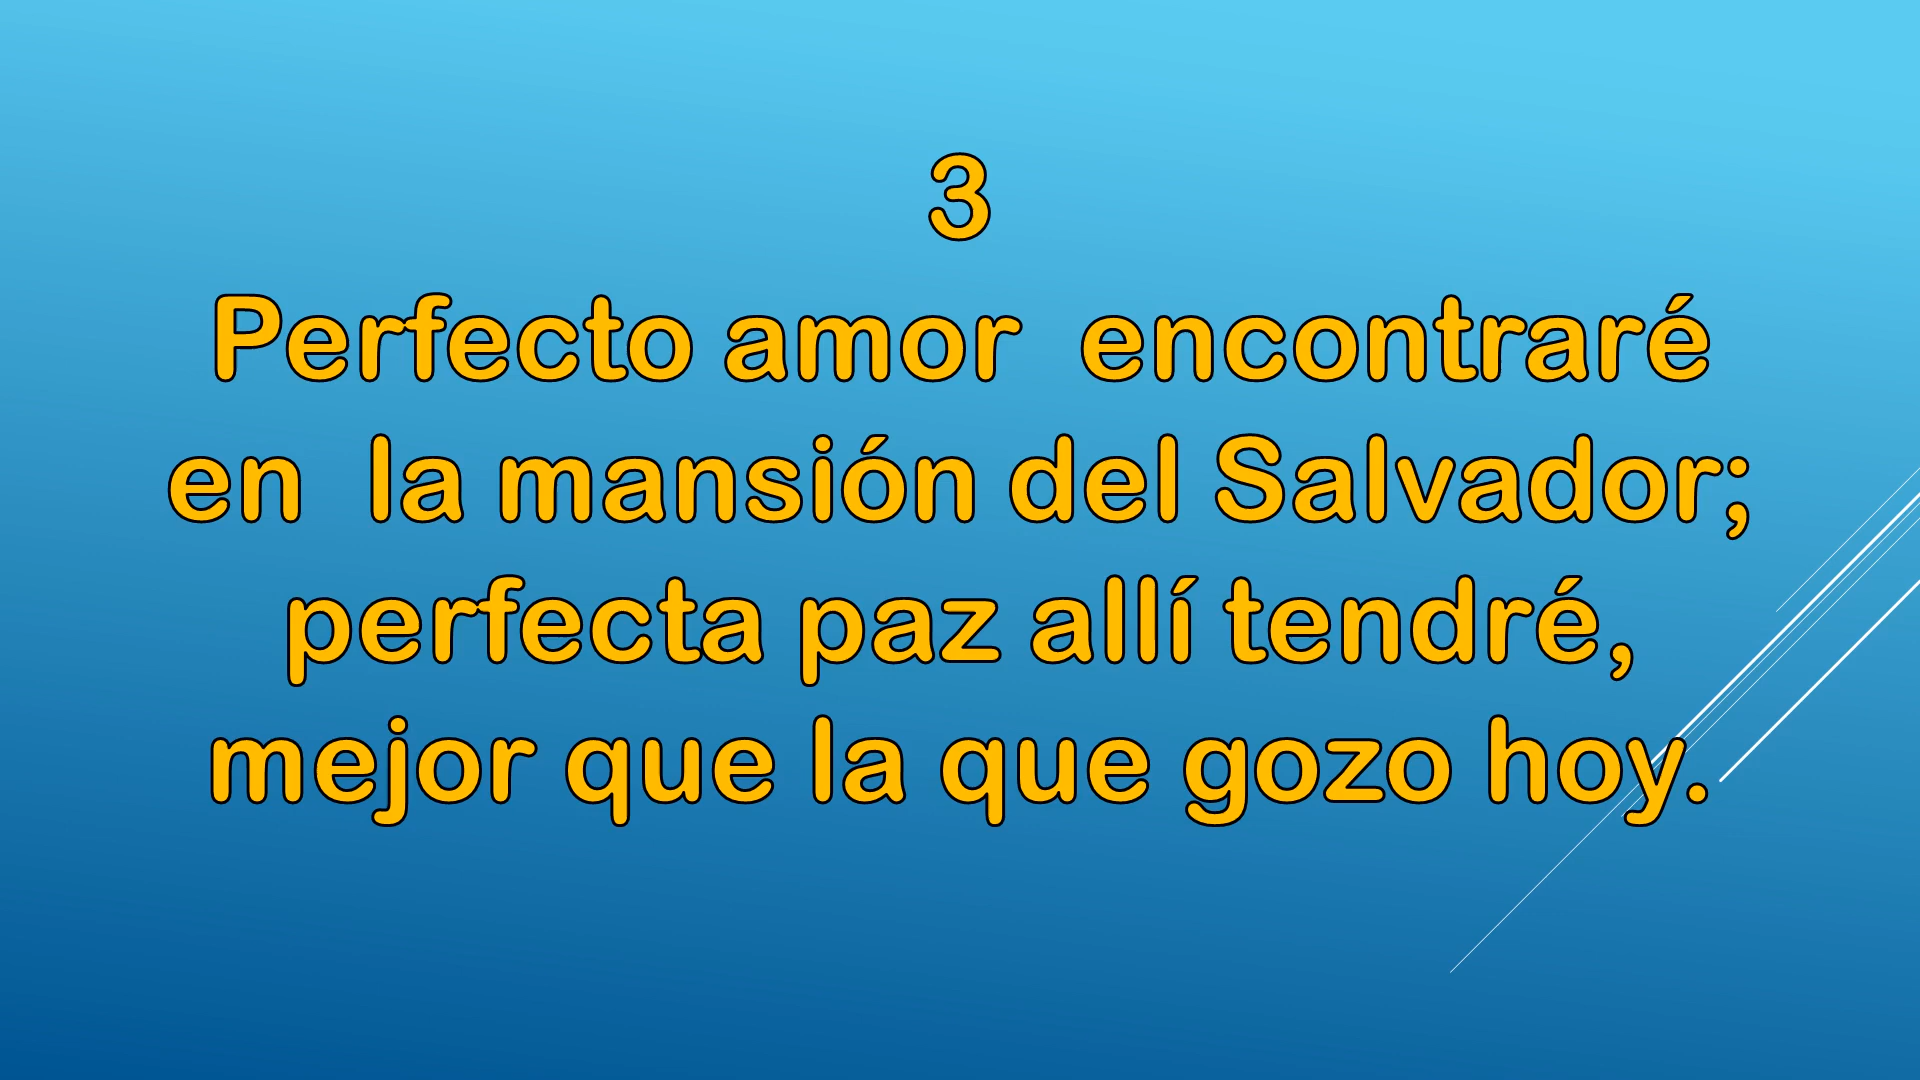 3
Perfecto amor encontraré
en la mansión del Salvador;
perfecta paz allí tendré,
mejor que la que gozo hoy.